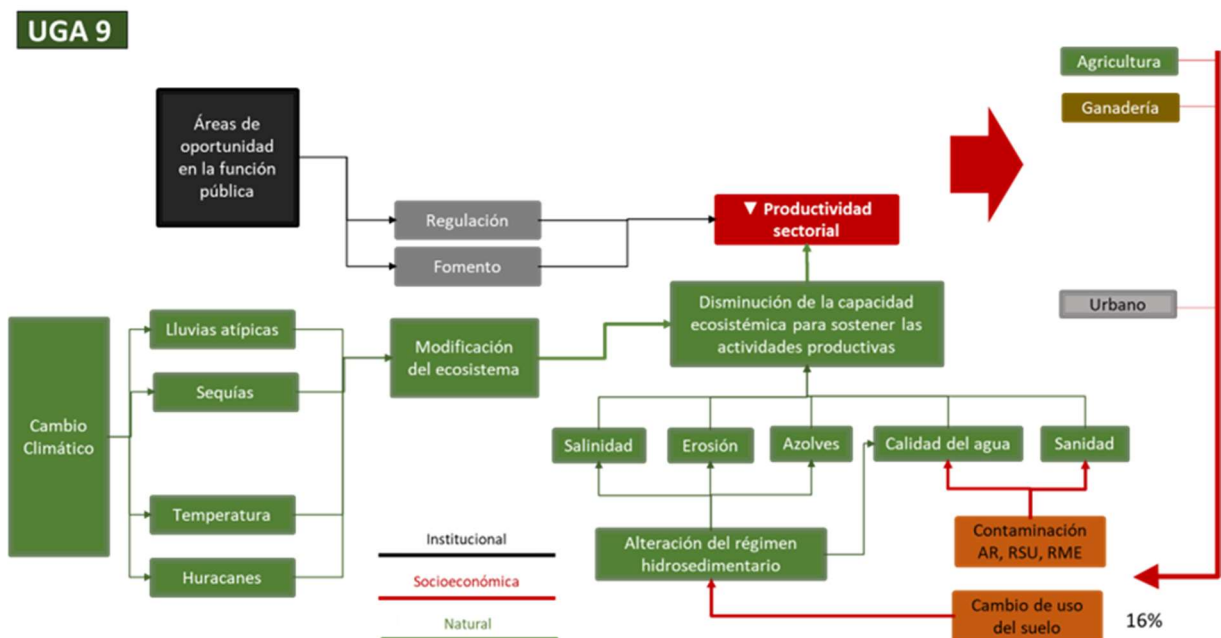 UGA 9
Áreas de
oportunidad
en la función
pública
Regulación
Fomento
▼ Productividad
sectorial
Agricultura
Ganadería
Urbano
Cambio
Climático
Lluvias atípicas
Sequías
Temperatura
Huracanes
Modificación
del ecosistema
Disminución de la capacidad
ecosistémica para sostener las
actividades productivas
Salinidad
Erosión
Azolves
Calidad del agua
Sanidad
Alteración del régimen
hidrosedimentario
Contaminación
AR, RSU, RME
Cambio de uso
del suelo
16%
Institucional
Socioeconómica
Natural